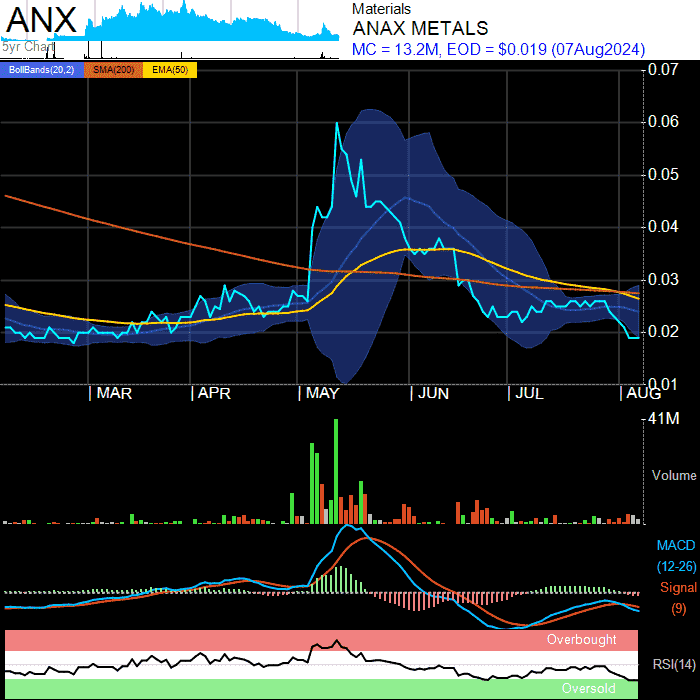 ANX
5yr Chart
Materials
ANAX METALS
MC = 13.2M, EOD = $0.019 (07Aug2024)
BollBands(20,2) SMA(200) EMA(50)
0.07
0.06
0.05
0.04
0.03
0.02
0.01
| MAR | APR | MAY | JUN | JUL | AUG
41M
Volume
MACD
(12-26)
Signal
(9)
Overbought
RSI(14)
Oversold